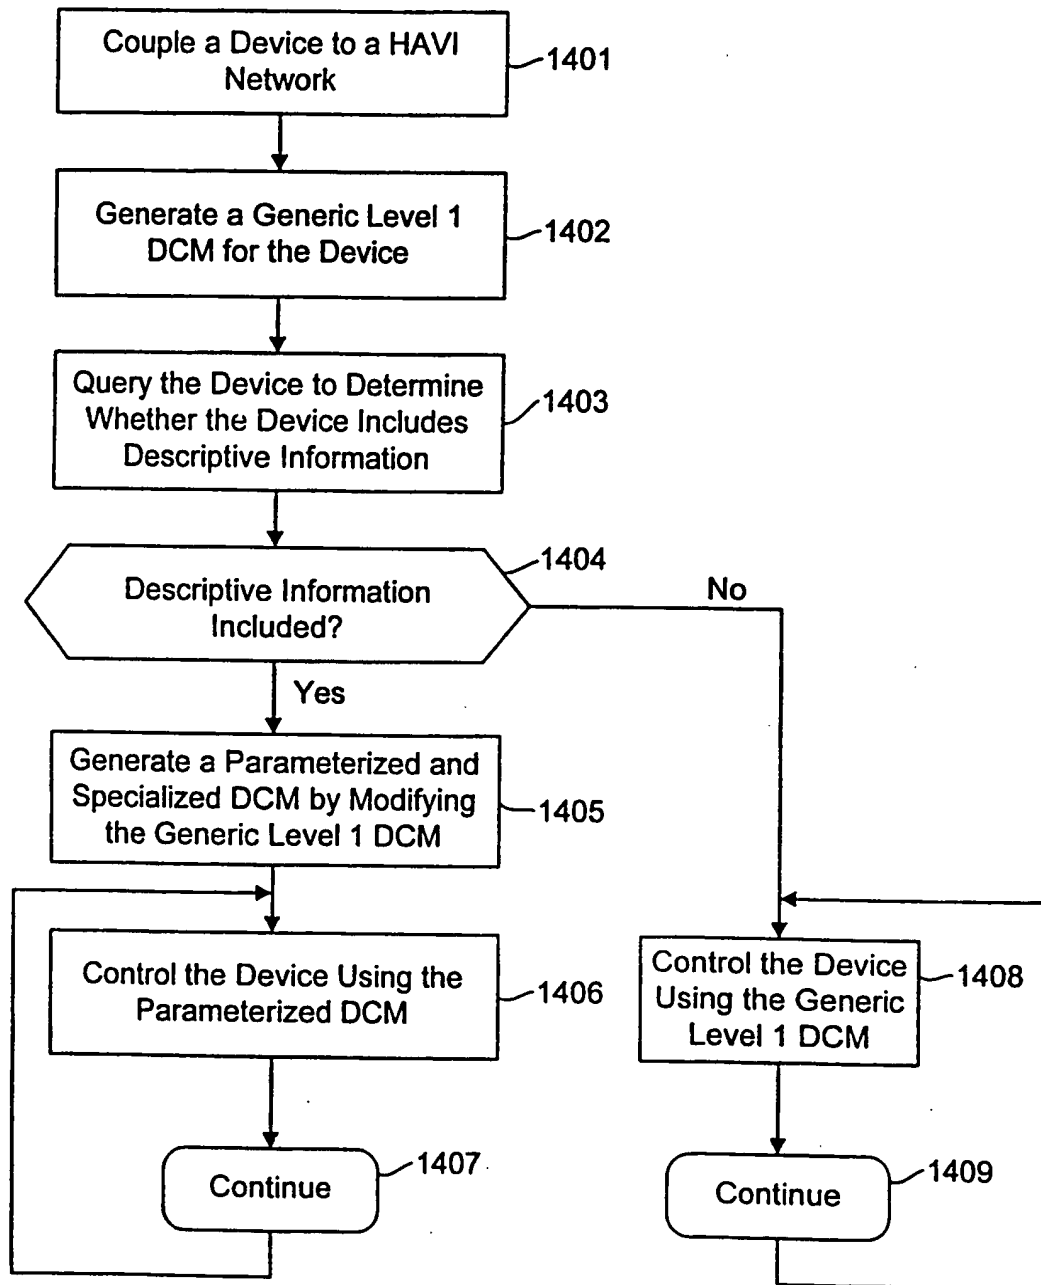 Couple a Device to a HAVI
Network
1401
Generate a Generic Level 1
DCM for the Device
1402
Query the Device to Determine
Whether the Device Includes
Descriptive Information
1403
Descriptive Information
Included?
1404
No
Yes
Generate a Parameterized and
Specialized DCM by Modifying
the Generic Level 1 DCM
1405
Control the Device Using the
Parameterized DCM
1406
Control the Device
Using the Generic
Level 1 DCM
1408
Continue
1407
Continue
1409